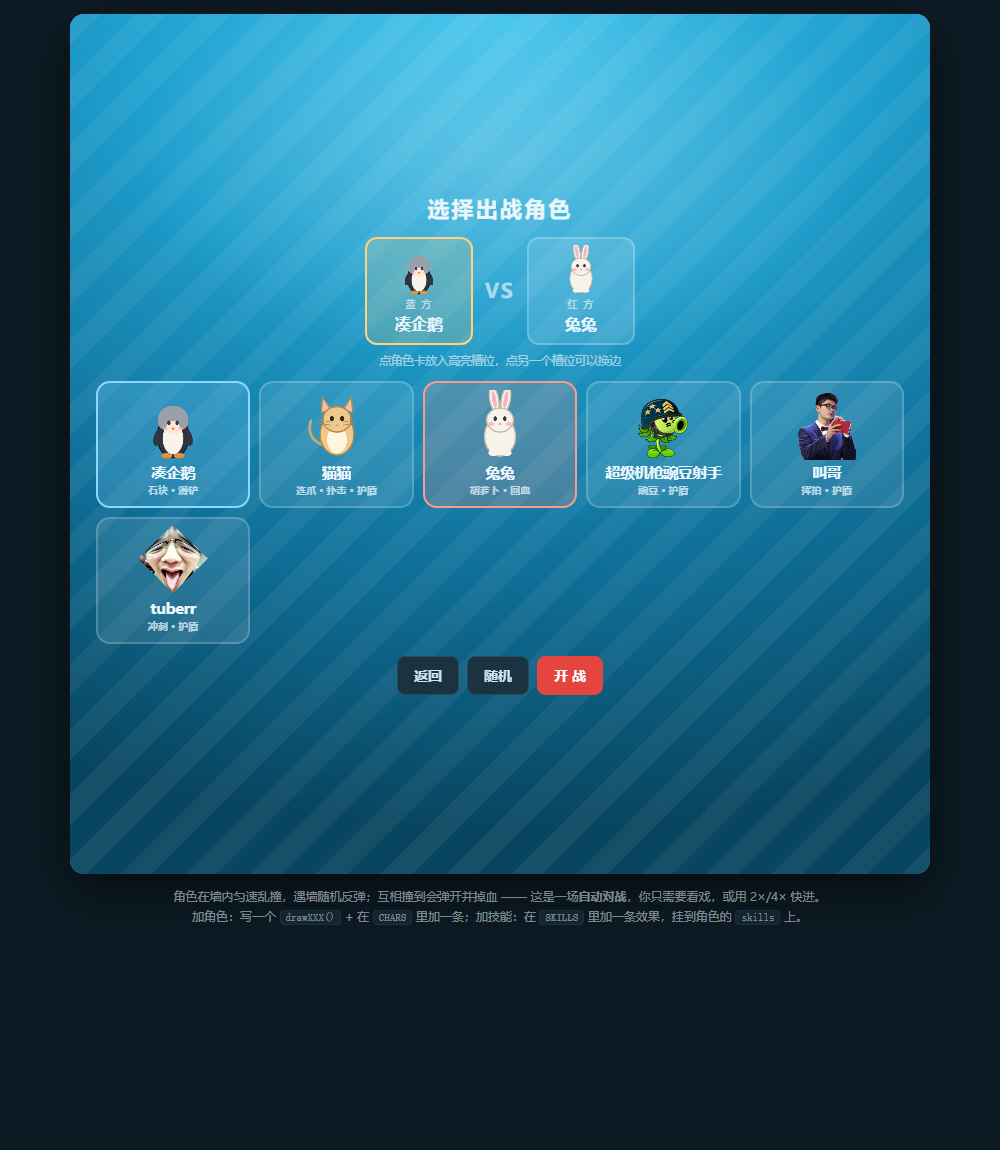 选择出战角色
蓝方
凑企鹅
VS
红方
兔兔
点角色卡放入高亮槽位，点另一个槽位可以换边
凑企鹅
石块·滑铲
猫猫
连爪·扑击·护盾
兔兔
胡萝卜·回血
超级机枪豌豆射手
豌豆·护盾
叫哥
挥拍·护盾
tuberr
冲刺·护盾
返回
随机
开 战
角色在墙内匀速乱撞，遇墙随机反弹；互相撞到会弹开并掉血 —— 这是一场自动对战，你只需要看戏，或用 2×/4× 快进。
加角色：写一个 drawXXX() + 在 CHARS 里加一条；加技能：在 SKILLS 里加一条效果，挂到角色的 skills 上。